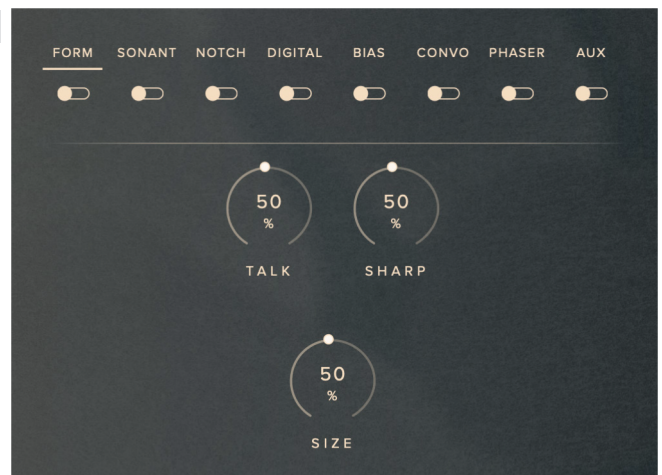 FORM SONANT NOTCH DIGITAL BIAS CONVO PHASER AUX
50 50
% %
TALK SHARP
50
%
SIZE